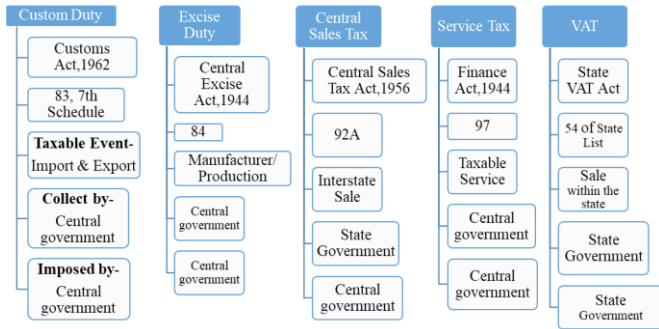 Custom Duty
Customs
Act,1962
83, 7th
Schedule
Taxable Event-
Import & Export
Collect by-
Central
government
Imposed by-
Central
government
Excise
Duty
Central
Excise
Act,1944
84
Manufacturer/
Production
Central
government
Central
government
Central
Sales Tax
Central Sales
Tax Act,1956
92A
Interstate
Sale
State
Government
Central
government
Service Tax
Finance
Act,1944
97
Taxable
Service
Central
government
Central
government
VAT
State
VAT Act
54 of State
List
Sale
within the
state
State
Government
State
Government